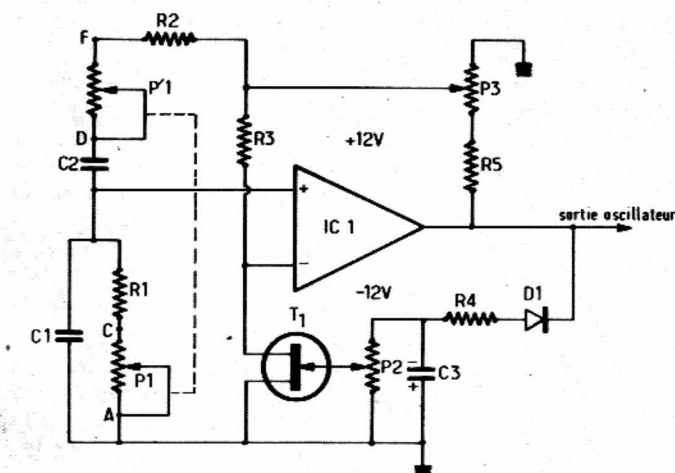 F
R2
P'1
P3
D
R3
+12V
C2
R5
+
IC 1
sortie oscillateur
−
R1
-12V
R4
D1
T1
C1
C
P2
−
C3
P1
+
A